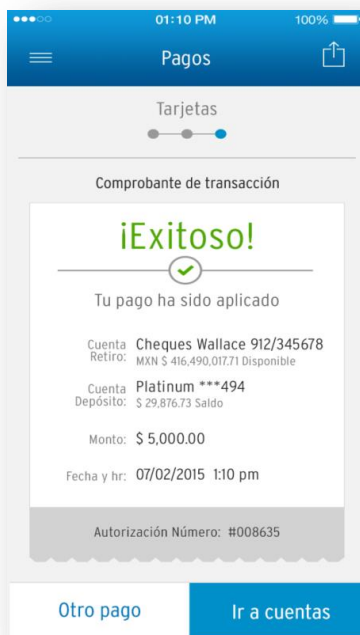 01:10 PM
100%
Pagos
Tarjetas
Comprobante de transacción
¡Exitoso!
Tu pago ha sido aplicado
Cuenta Retiro: Cheques Wallace 912/345678
MXN $ 416,490,017.71 Disponible
Cuenta Depósito: Platinum ***494
$ 29,876.73 Saldo
Monto: $ 5,000.00
Fecha y hr: 07/02/2015 1:10 pm
Autorización Número: #008635
Otro pago
Ir a cuentas